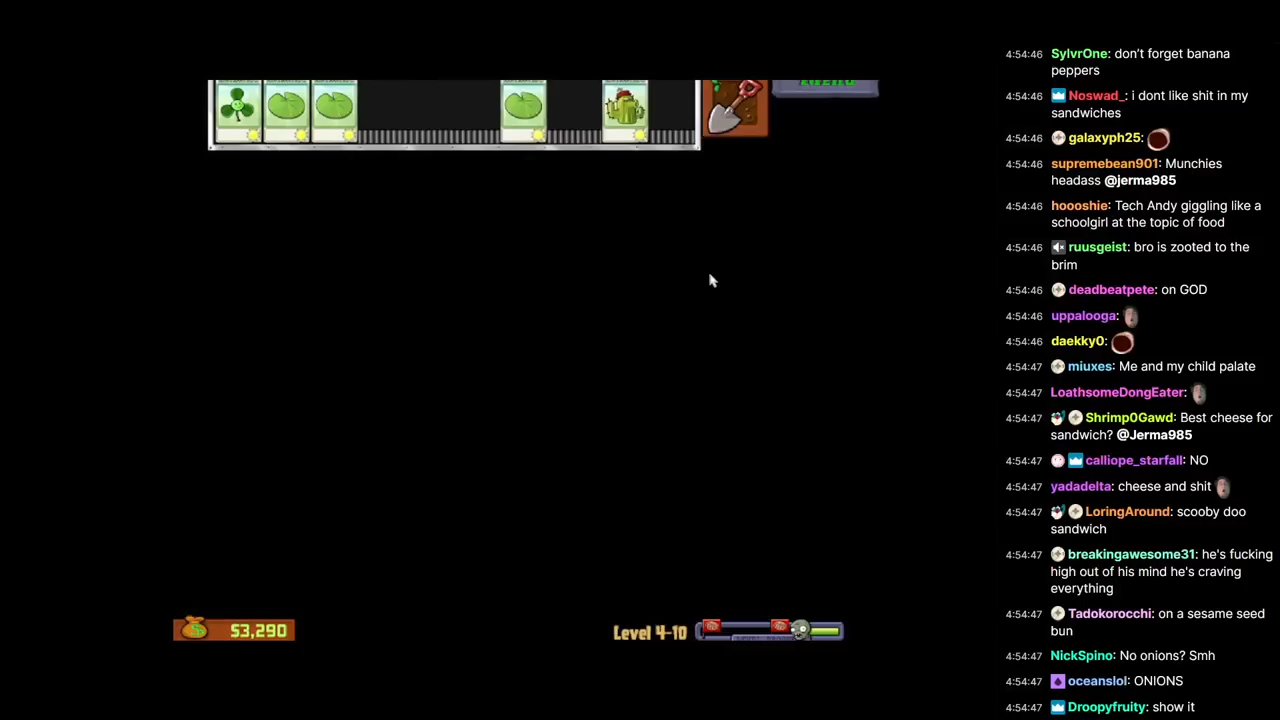 MENU
$3,290
Level 4-10
4:54:46 SylvrOne: don't forget banana
peppers
4:54:46 Noswad_: i dont like shit in my
sandwiches
4:54:46 galaxyph25:
4:54:46 supremebean901: Munchies
headass @jerma985
4:54:46 hoooshie: Tech Andy giggling like a
schoolgirl at the topic of food
4:54:46 ruusgeist: bro is zooted to the
brim
4:54:46 deadbeatpete: on GOD
4:54:46 uppalooga:
4:54:46 daekky0:
4:54:47 miuxes: Me and my child palate
4:54:47 LoathsomeDongEater:
4:54:47 Shrimp0Gawd: Best cheese for
sandwich? @Jerma985
4:54:47 calliope_starfall: NO
4:54:47 yadadelta: cheese and shit
4:54:47 LoringAround: scooby doo
sandwich
4:54:47 breakingawesome31: he's fucking
high out of his mind he's craving
everything
4:54:47 Tadokorocchi: on a sesame seed
bun
4:54:47 NickSpino: No onions? Smh
4:54:47 oceanslol: ONIONS
4:54:47 Droopyfruity: show it